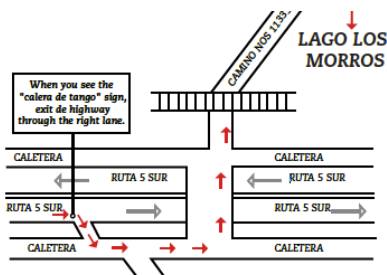 CAMINO NOS 1133
LAGO LOS
MORROS
When you see the
"calera de tango" sign,
exit de highway
through the right lane.
CALETERA
CALETERA
RUTA 5 SUR
RUTA 5 SUR
RUTA 5 SUR
RUTA 5 SUR
CALETERA
CALETERA